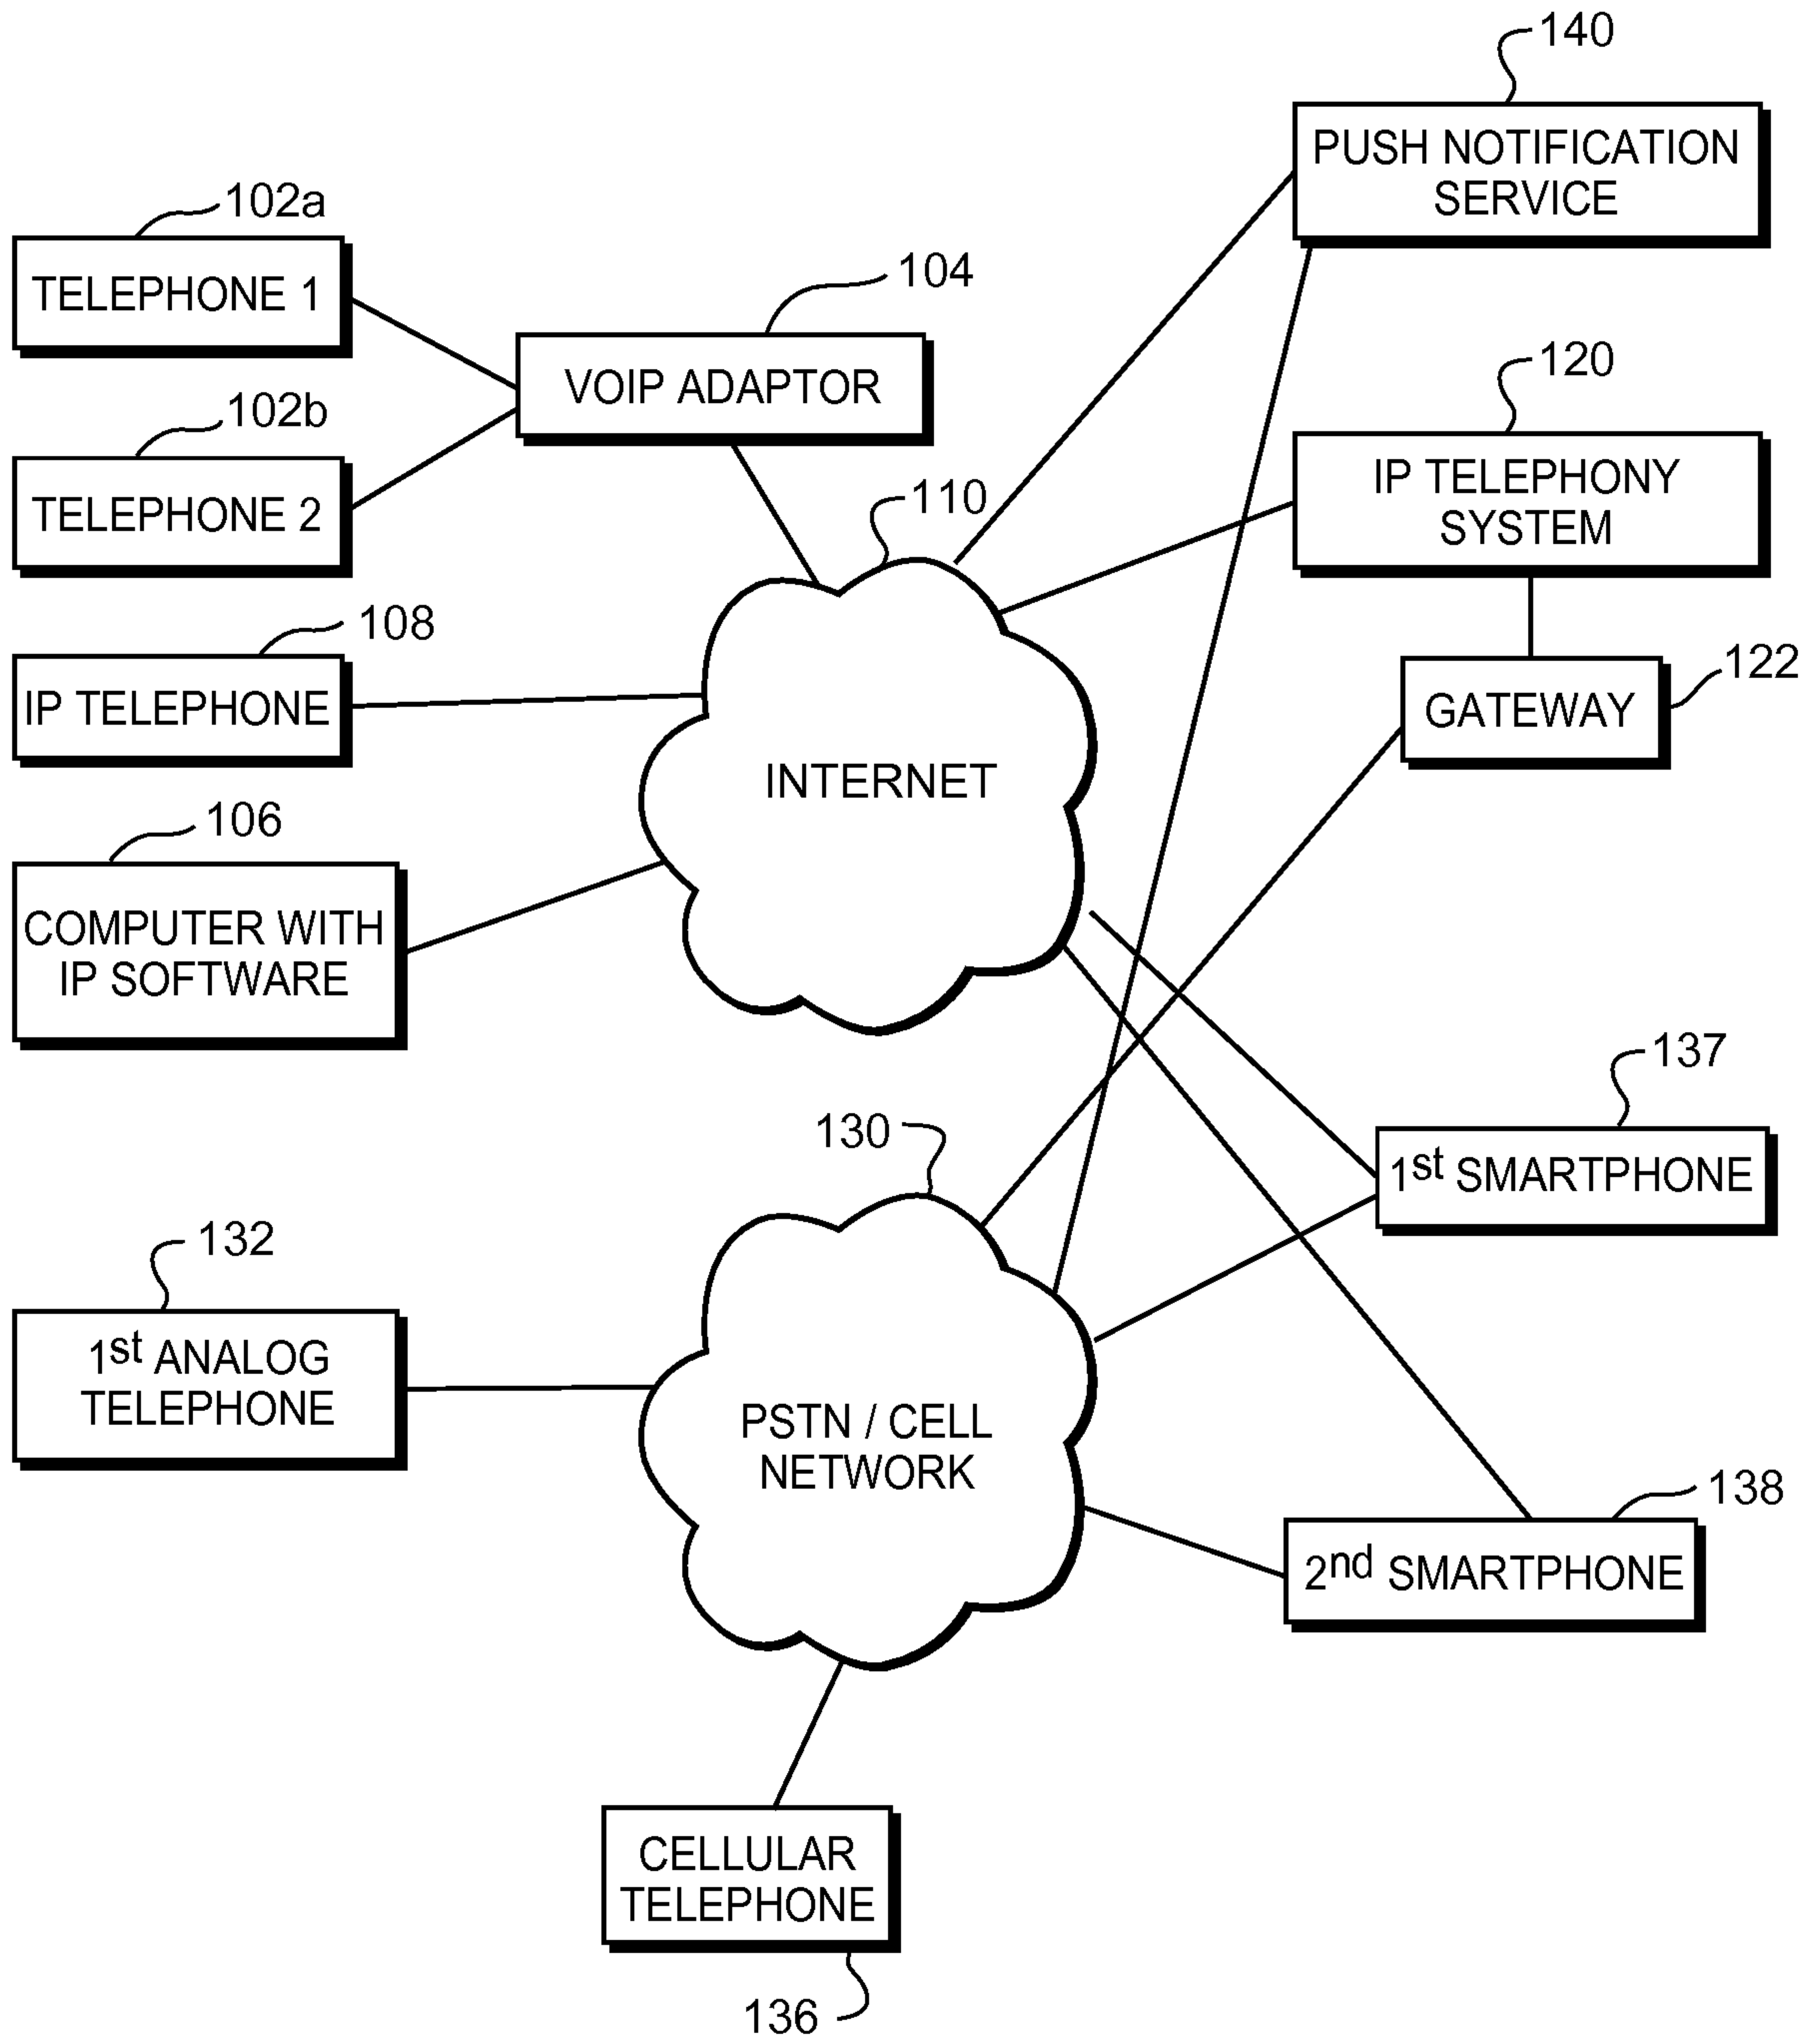 140
PUSH NOTIFICATION
SERVICE
102a
TELEPHONE 1
104
VOIP ADAPTOR
120
IP TELEPHONY
SYSTEM
102b
TELEPHONE 2
110
108
IP TELEPHONE
122
GATEWAY
INTERNET
106
COMPUTER WITH
IP SOFTWARE
137
1st SMARTPHONE
130
132
1st ANALOG
TELEPHONE
PSTN / CELL
NETWORK
138
2nd SMARTPHONE
CELLULAR
TELEPHONE
136